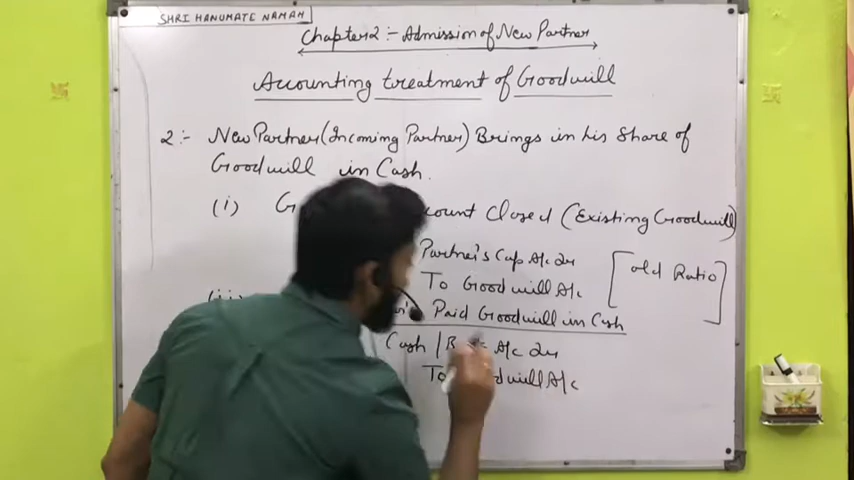 SHRI HANUMATE NAMAH
Chapter 2 :- Admission of New Partner
Accounting treatment of Goodwill
2:- New Partner (Incoming Partner) Brings in his Share of
Goodwill in Cash.
(i) Closed (Existing Goodwill)
Partner's Cap A/c Dr
To Goodwill A/c
[old Ratio]
(ii) Paid Goodwill in Cash
Cash / A/c Dr
To A/c